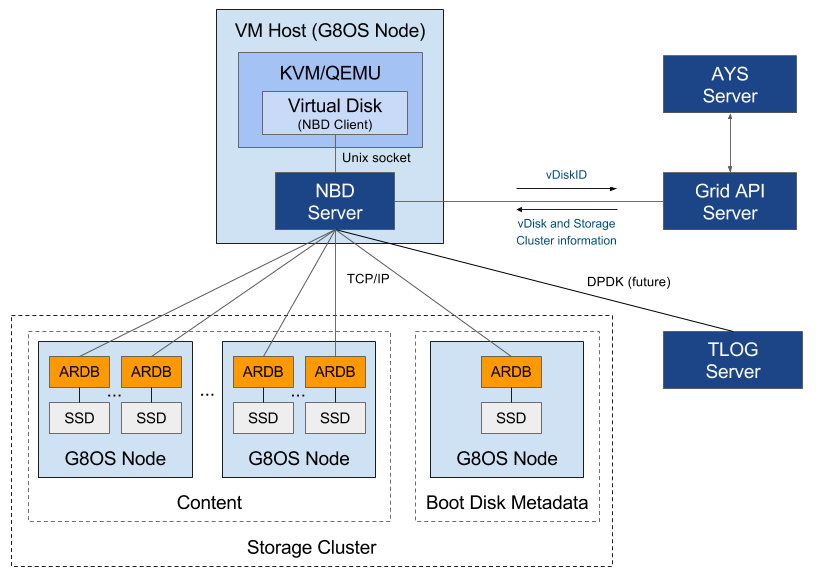 VM Host (G8OS Node)
KVM/QEMU
Virtual Disk
(NBD Client)
Unix socket
NBD
Server
AYS
Server
vDiskID
Grid API
Server
vDisk and Storage
Cluster information
TCP/IP
DPDK (future)
TLOG
Server
ARDB
ARDB
ARDB
ARDB
ARDB
...
...
...
SSD
SSD
SSD
SSD
SSD
G8OS Node
G8OS Node
G8OS Node
Content
Boot Disk Metadata
Storage Cluster